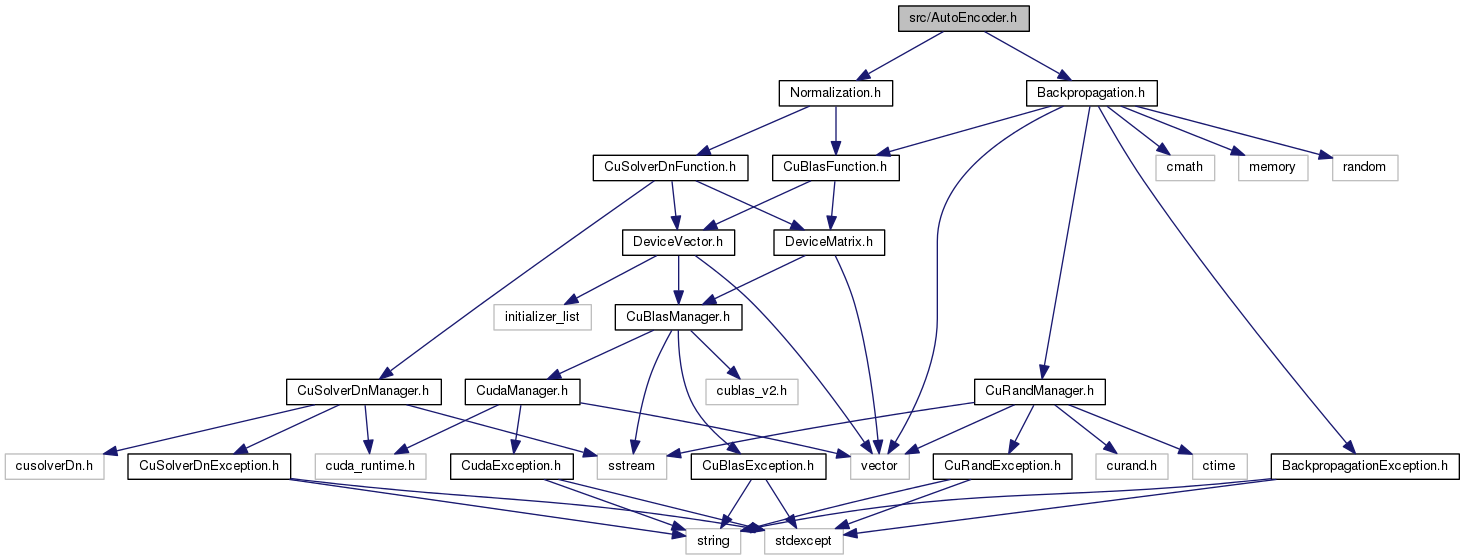 src/AutoEncoder.h
Normalization.h
Backpropagation.h
CuSolverDnFunction.h
CuBlasFunction.h
cmath
memory
random
DeviceVector.h
DeviceMatrix.h
initializer_list
CuBlasManager.h
CuSolverDnManager.h
CudaManager.h
cublas_v2.h
CuRandManager.h
cusolverDn.h
CuSolverDnException.h
cuda_runtime.h
CudaException.h
sstream
CuBlasException.h
vector
CuRandException.h
curand.h
ctime
BackpropagationException.h
string
stdexcept